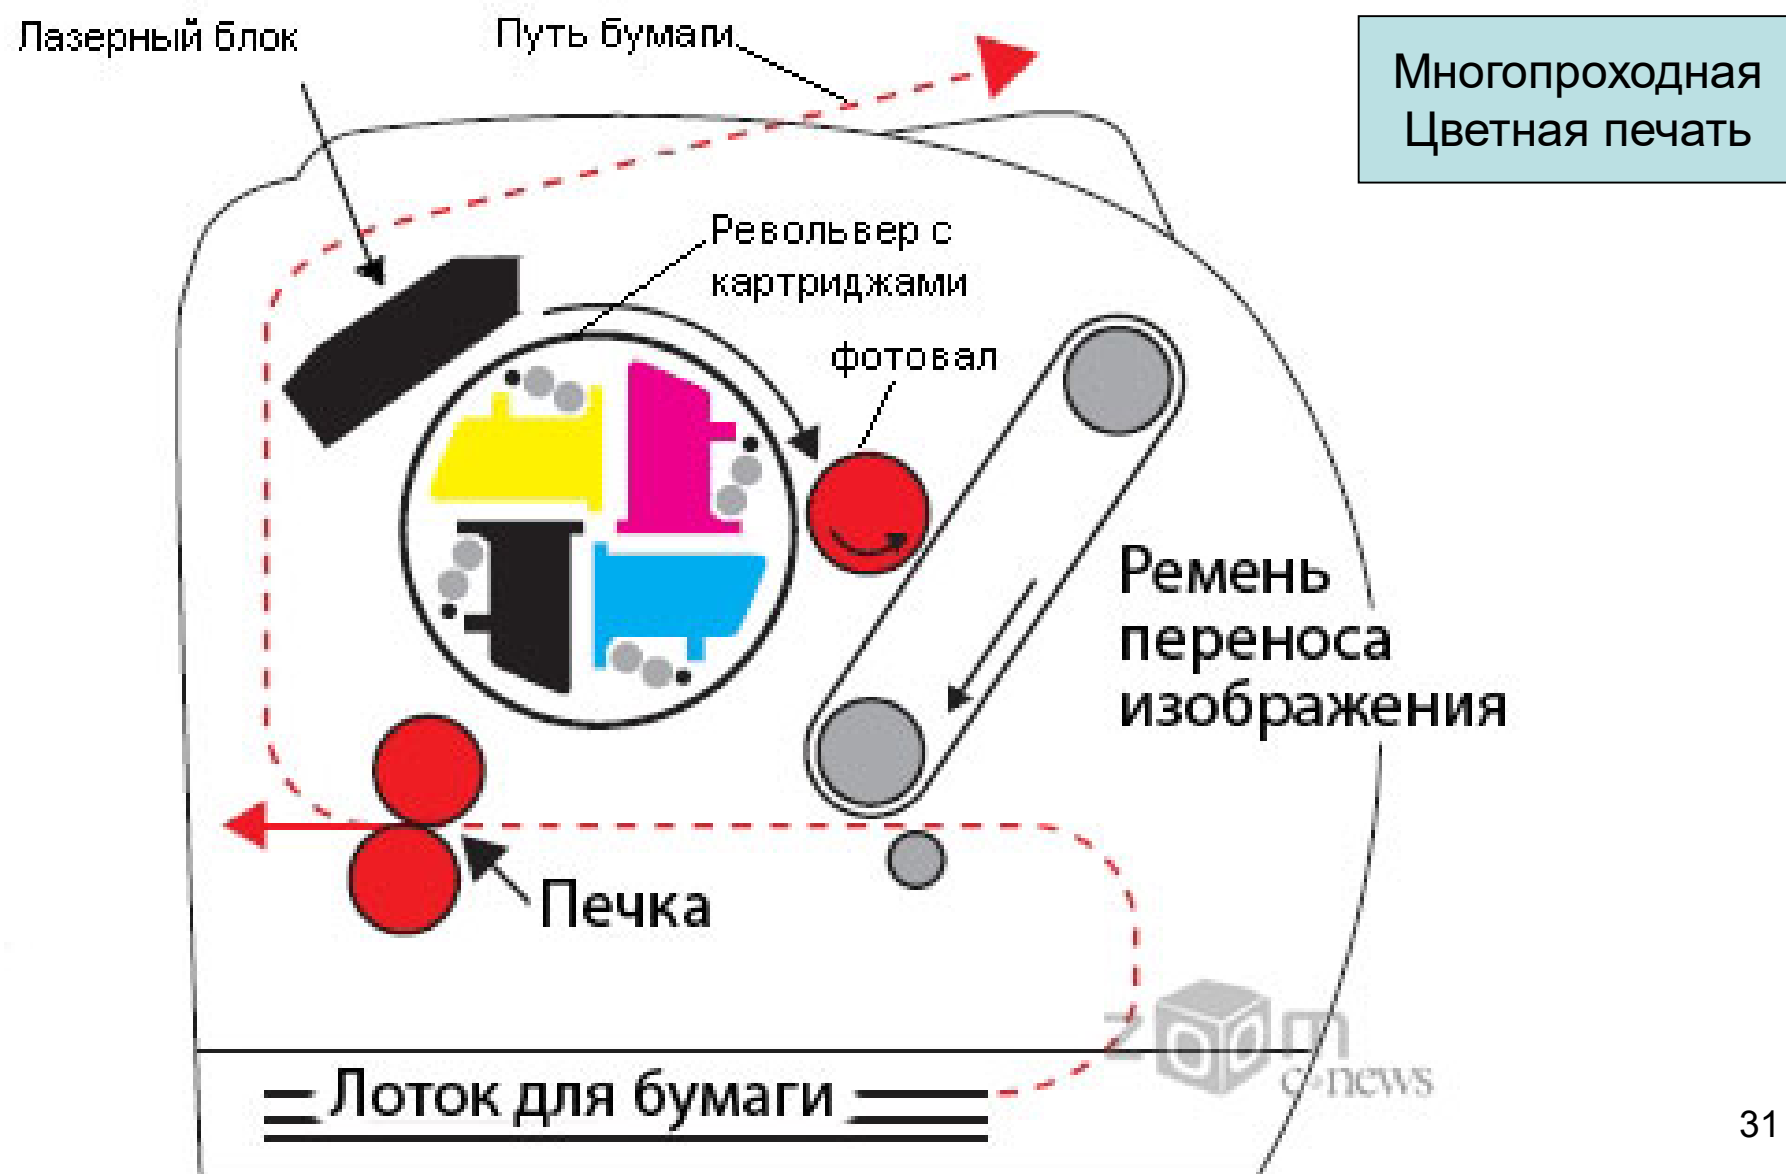 Лазерный блок
Путь бумаги
Многопроходная
Цветная печать
Револьвер с
картриджами
фотовал
Ремень
переноса
изображения
Печка
zoom
cnews
Лоток для бумаги
31